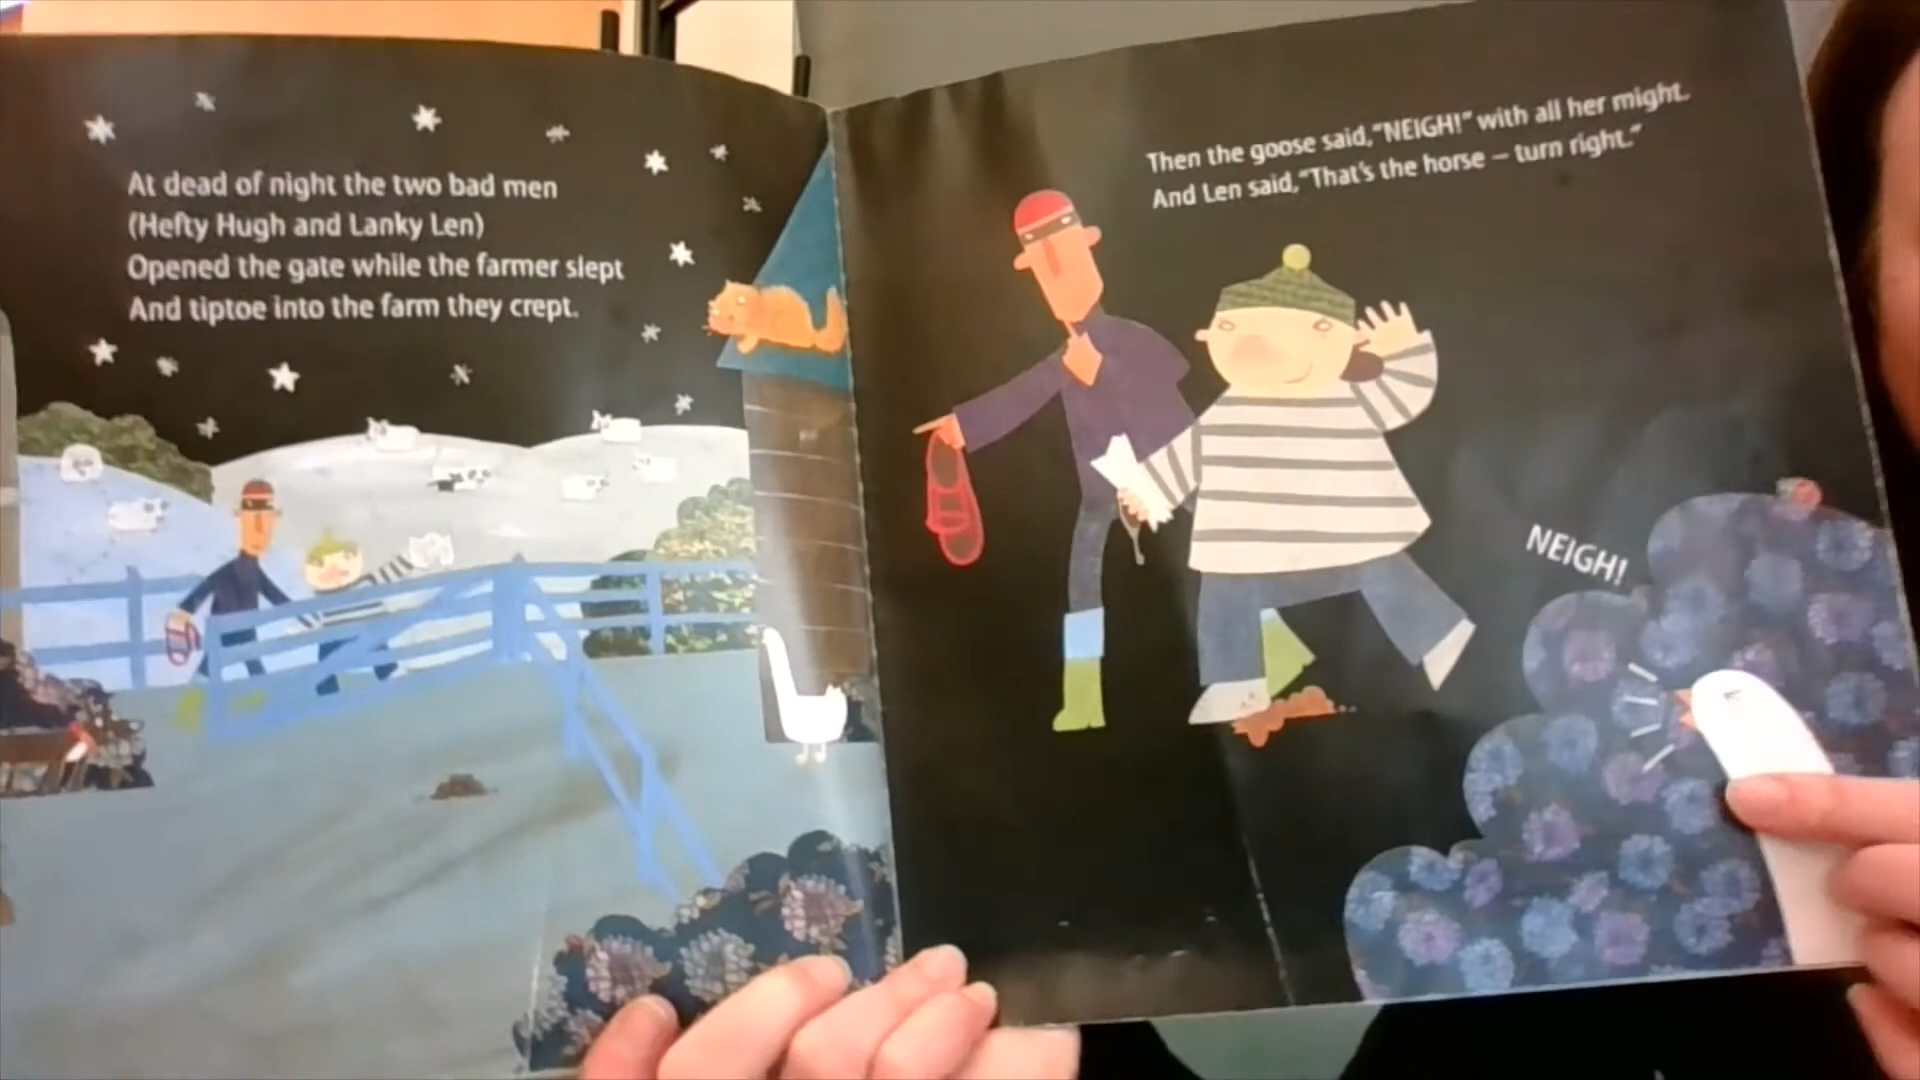 At dead of night the two bad men
(Hefty Hugh and Lanky Len)
Opened the gate while the farmer slept
And tiptoe into the farm they crept.
Then the goose said, “NEIGH!” with all her might.
And Len said, “That's the horse – turn right.”
NEIGH!